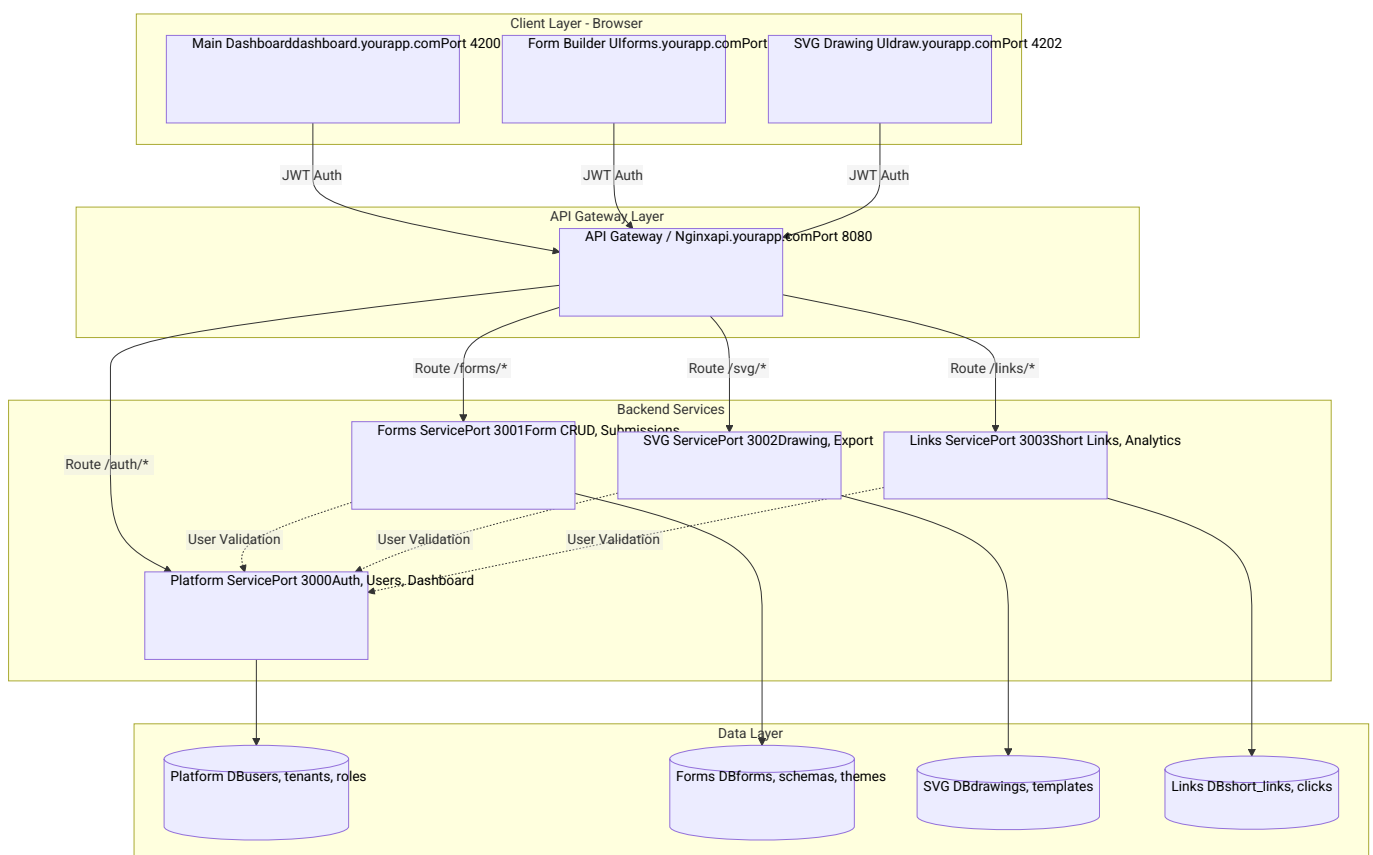 Client Layer - Browser
Main Dashboarddashboard.yourapp.comPort 4200
Form Builder UIforms.yourapp.comPort
SVG Drawing UIdraw.yourapp.comPort 4202
JWT Auth
JWT Auth
JWT Auth
API Gateway Layer
API Gateway / Nginxapi.yourapp.comPort 8080
Route /forms/*
Route /svg/*
Route /links/*
Backend Services
Forms ServicePort 3001Form CRUD, Submissions
SVG ServicePort 3002Drawing, Export
Links ServicePort 3003Short Links, Analytics
Route /auth/*
User Validation
User Validation
User Validation
Platform ServicePort 3000Auth, Users, Dashboard
Data Layer
Platform DBusers, tenants, roles
Forms DBforms, schemas, themes
SVG DBdrawings, templates
Links DBshort_links, clicks